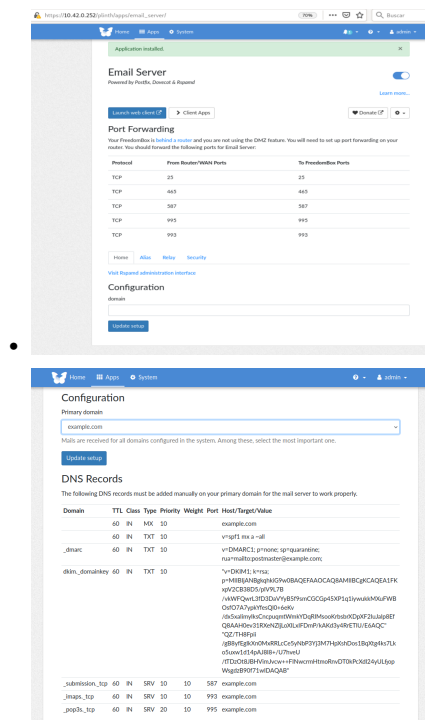 https://10.42.0.252/plinth/apps/email_server/
70%
Buscar
Home Apps System
admin
Application installed.
Email Server
Powered by Postfix, Dovecot & Rspamd
Learn more...
Launch web client
Client Apps
Donate
Port Forwarding
Your FreedomBox is behind a router and you are not using the DMZ feature. You will need to set up port forwarding on your
router. You should forward the following ports for Email Server:
Protocol From Router/WAN Ports To FreedomBox Ports
TCP 25 25
TCP 465 465
TCP 587 587
TCP 995 995
TCP 993 993
Home Alias Relay Security
Visit Rspamd administration interface
Configuration
domain
Update setup
Home Apps System
admin
Configuration
Primary domain
example.com
Mails are received for all domains configured in the system. Among these, select the most important one.
Update setup
DNS Records
The following DNS records must be added manually on your primary domain for the mail server to work properly.
Domain TTL Class Type Priority Weight Port Host/Target/Value
60 IN MX 10 example.com
60 IN TXT 10 v=spf1 mx a ~all
_dmarc 60 IN TXT 10 v=DMARC1; p=none; sp=quarantine;
rua=mailto:postmaster@example.com;
dkim._domainkey 60 IN TXT 10 "v=DKIM1; k=rsa;
_submission._tcp 60 IN SRV 10 10 587 example.com
_imaps._tcp 60 IN SRV 10 10 993 example.com
_pop3s._tcp 60 IN SRV 20 10 995 example.com